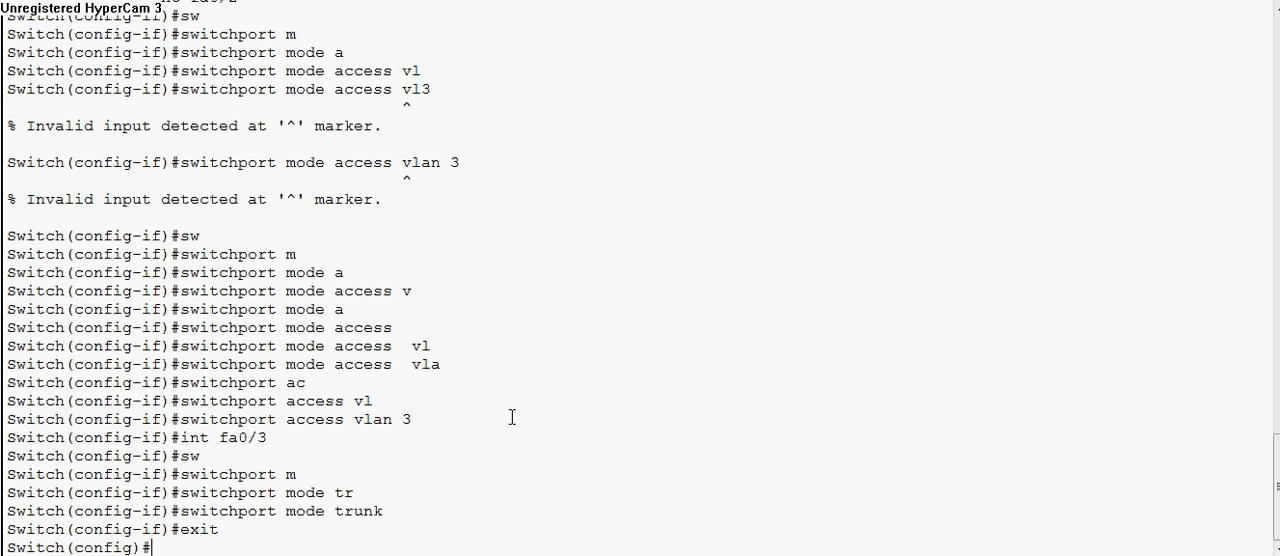 Unregistered HyperCam 3
Switch(config-if)#sw
Switch(config-if)#switchport m
Switch(config-if)#switchport mode a
Switch(config-if)#switchport mode access vl
Switch(config-if)#switchport mode access vl3
^
% Invalid input detected at '^' marker.
Switch(config-if)#switchport mode access vlan 3
^
% Invalid input detected at '^' marker.
Switch(config-if)#sw
Switch(config-if)#switchport m
Switch(config-if)#switchport mode a
Switch(config-if)#switchport mode access v
Switch(config-if)#switchport mode a
Switch(config-if)#switchport mode access
Switch(config-if)#switchport mode access  vl
Switch(config-if)#switchport mode access  vla
Switch(config-if)#switchport ac
Switch(config-if)#switchport access vl
Switch(config-if)#switchport access vlan 3
Switch(config-if)#int fa0/3
Switch(config-if)#sw
Switch(config-if)#switchport m
Switch(config-if)#switchport mode tr
Switch(config-if)#switchport mode trunk
Switch(config-if)#exit
Switch(config)#